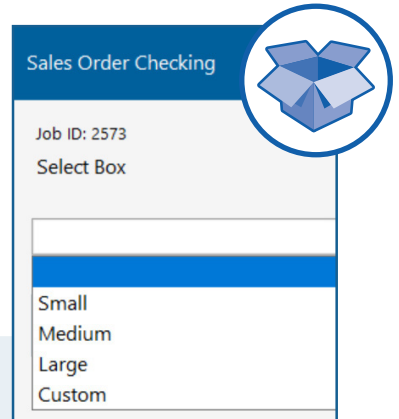 Sales Order Checking
Job ID: 2573
Select Box
Small
Medium
Large
Custom